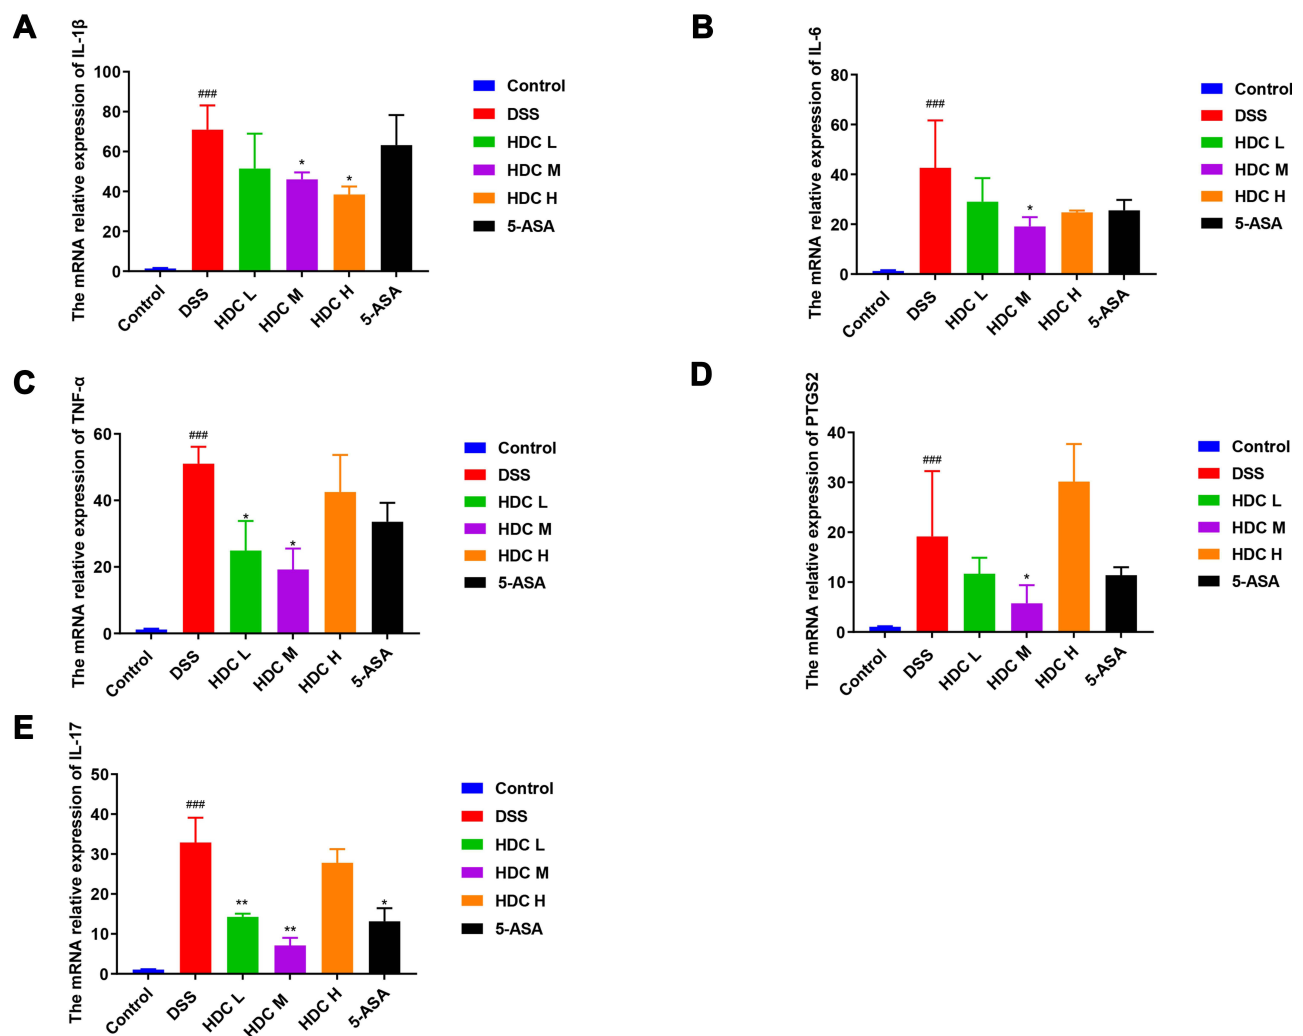 A
The mRNA relative expression of IL-1β
100
80
60
40
20
0
###
*
*
Control
DSS
HDC L
HDC M
HDC H
5-ASA
Control
DSS
HDC L
HDC M
HDC H
5-ASA
B
The mRNA relative expression of IL-6
80
60
40
20
0
###
*
Control
DSS
HDC L
HDC M
HDC H
5-ASA
Control
DSS
HDC L
HDC M
HDC H
5-ASA
C
The mRNA relative expression of TNF-α
60
40
20
0
###
*
*
Control
DSS
HDC L
HDC M
HDC H
5-ASA
Control
DSS
HDC L
HDC M
HDC H
5-ASA
D
The mRNA relative expression of PTGS2
40
30
20
10
0
###
*
Control
DSS
HDC L
HDC M
HDC H
5-ASA
Control
DSS
HDC L
HDC M
HDC H
5-ASA
E
The mRNA relative expression of IL-17
50
40
30
20
10
0
###
**
**
*
Control
DSS
HDC L
HDC M
HDC H
5-ASA
Control
DSS
HDC L
HDC M
HDC H
5-ASA